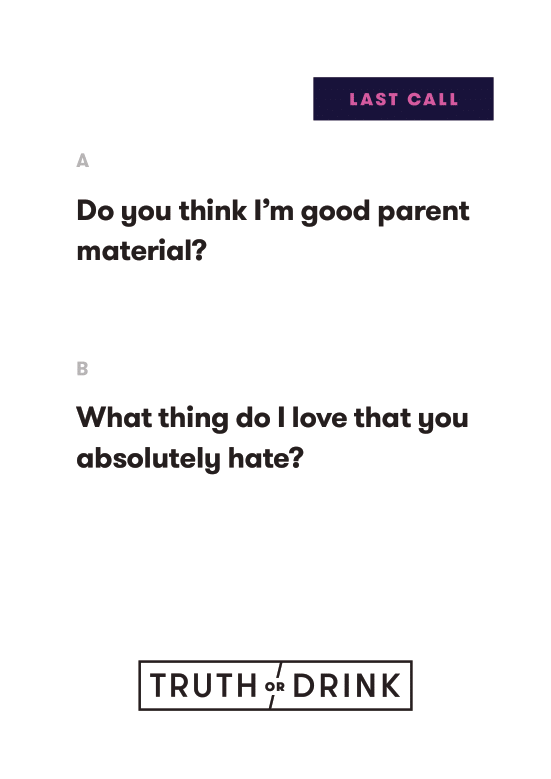 LAST CALL
A
Do you think I’m good parent
material?
B
What thing do I love that you
absolutely hate?
TRUTH OR DRINK